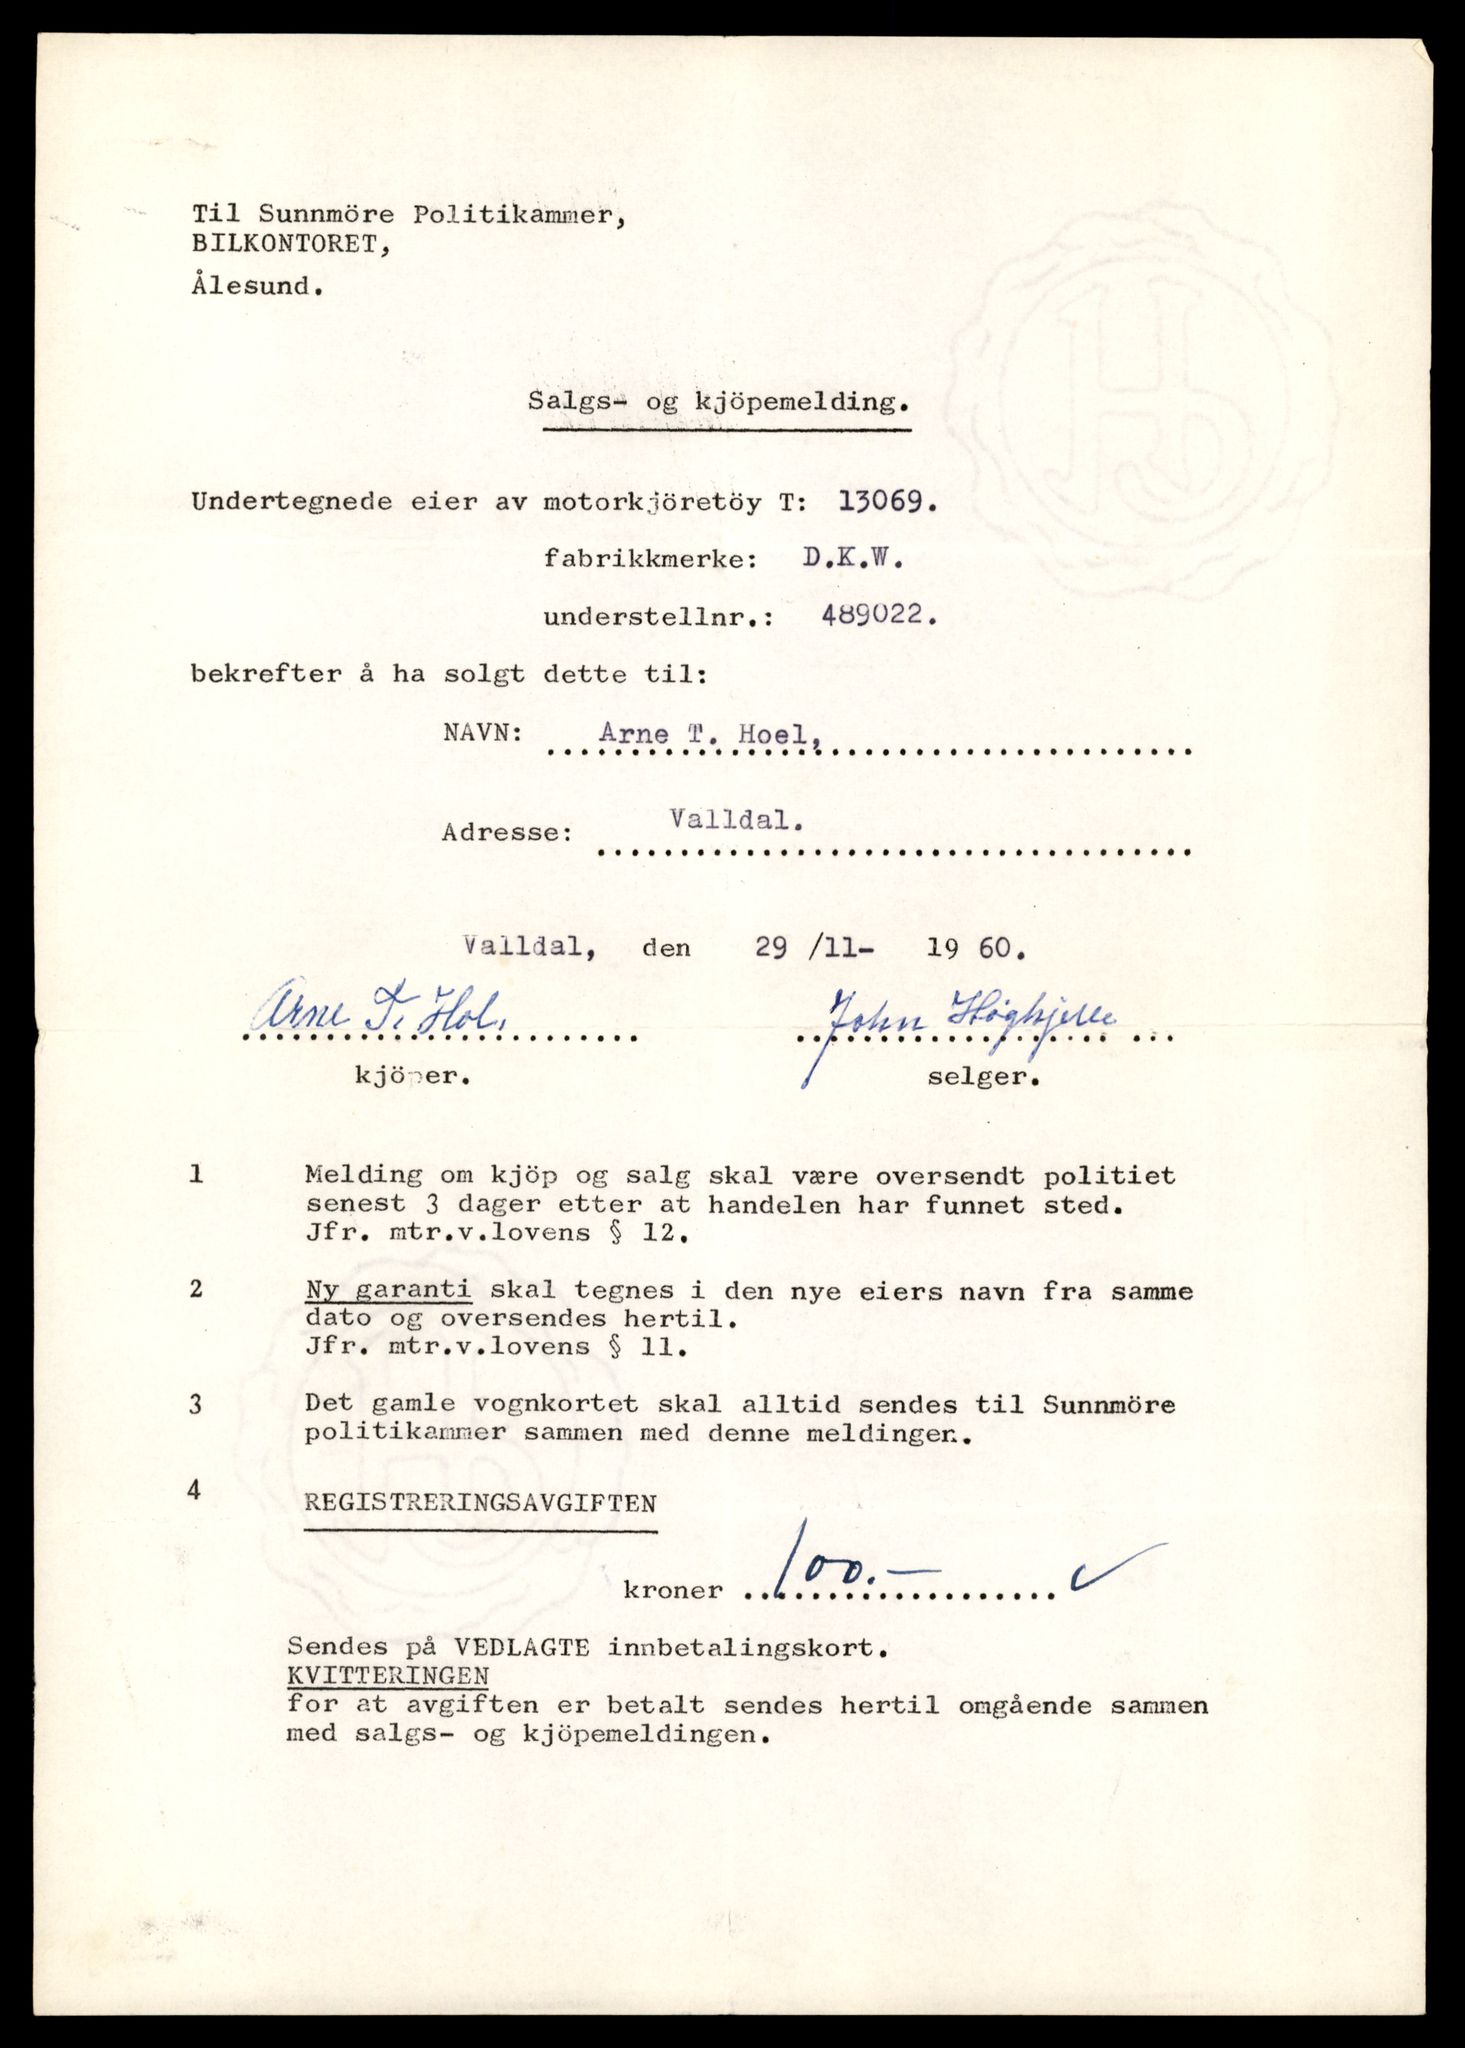 Til Sunnmöre Politikammer,
BILKONTORET,
Ålesund.
Salgs- og kjöpemelding.
Undertegnede eier av motorkjöretöy T: 13069.
fabrikkmerke: D.K.W.
understellnr.: 489022.
bekrefter å ha solgt dette til:
NAVN: Arne T. Hoel,
Adresse: Valldal.
Valldal, den 29 /11- 19 60.
Arne T. Hol. John
kjöper. selger.
1 Melding om kjöp og salg skal være oversendt politiet
senest 3 dager etter at handelen har funnet sted.
Jfr. mtr.v.lovens § 12.
2 Ny garanti skal tegnes i den nye eiers navn fra samme
dato og oversendes hertil.
Jfr. mtr.v.lovens § 11.
3 Det gamle vognkortet skal alltid sendes til Sunnmöre
politikammer sammen med denne meldingen.
4 REGISTRERINGSAVGIFTEN
kroner 100.-
Sendes på VEDLAGTE innbetalingskort.
KVITTERINGEN
for at avgiften er betalt sendes hertil omgående sammen
med salgs- og kjöpemeldingen.